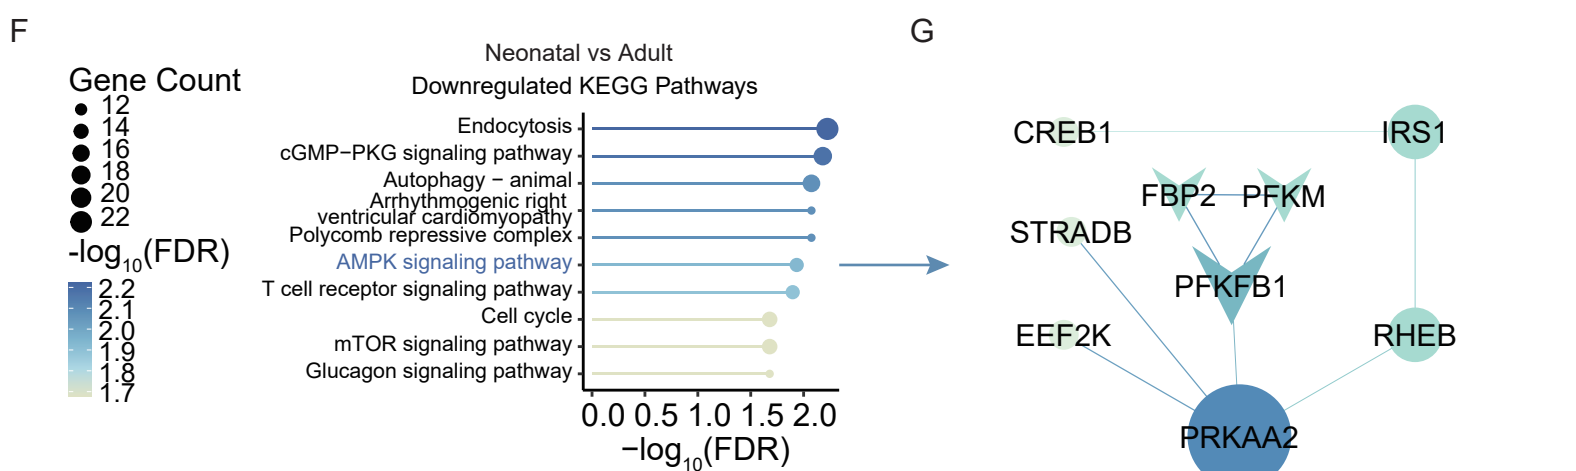 F
Neonatal vs Adult
Downregulated KEGG Pathways
Gene Count
12
14
16
18
20
22
-log10(FDR)
2.2
2.1
2.0
1.9
1.8
1.7
Endocytosis
cGMP−PKG signaling pathway
Autophagy − animal
Arrhythmogenic right
ventricular cardiomyopathy
Polycomb repressive complex
AMPK signaling pathway
T cell receptor signaling pathway
Cell cycle
mTOR signaling pathway
Glucagon signaling pathway
0.0 0.5 1.0 1.5 2.0
−log10(FDR)
G
CREB1
IRS1
FBP2
PFKM
STRADB
PFKFB1
EEF2K
RHEB
PRKAA2